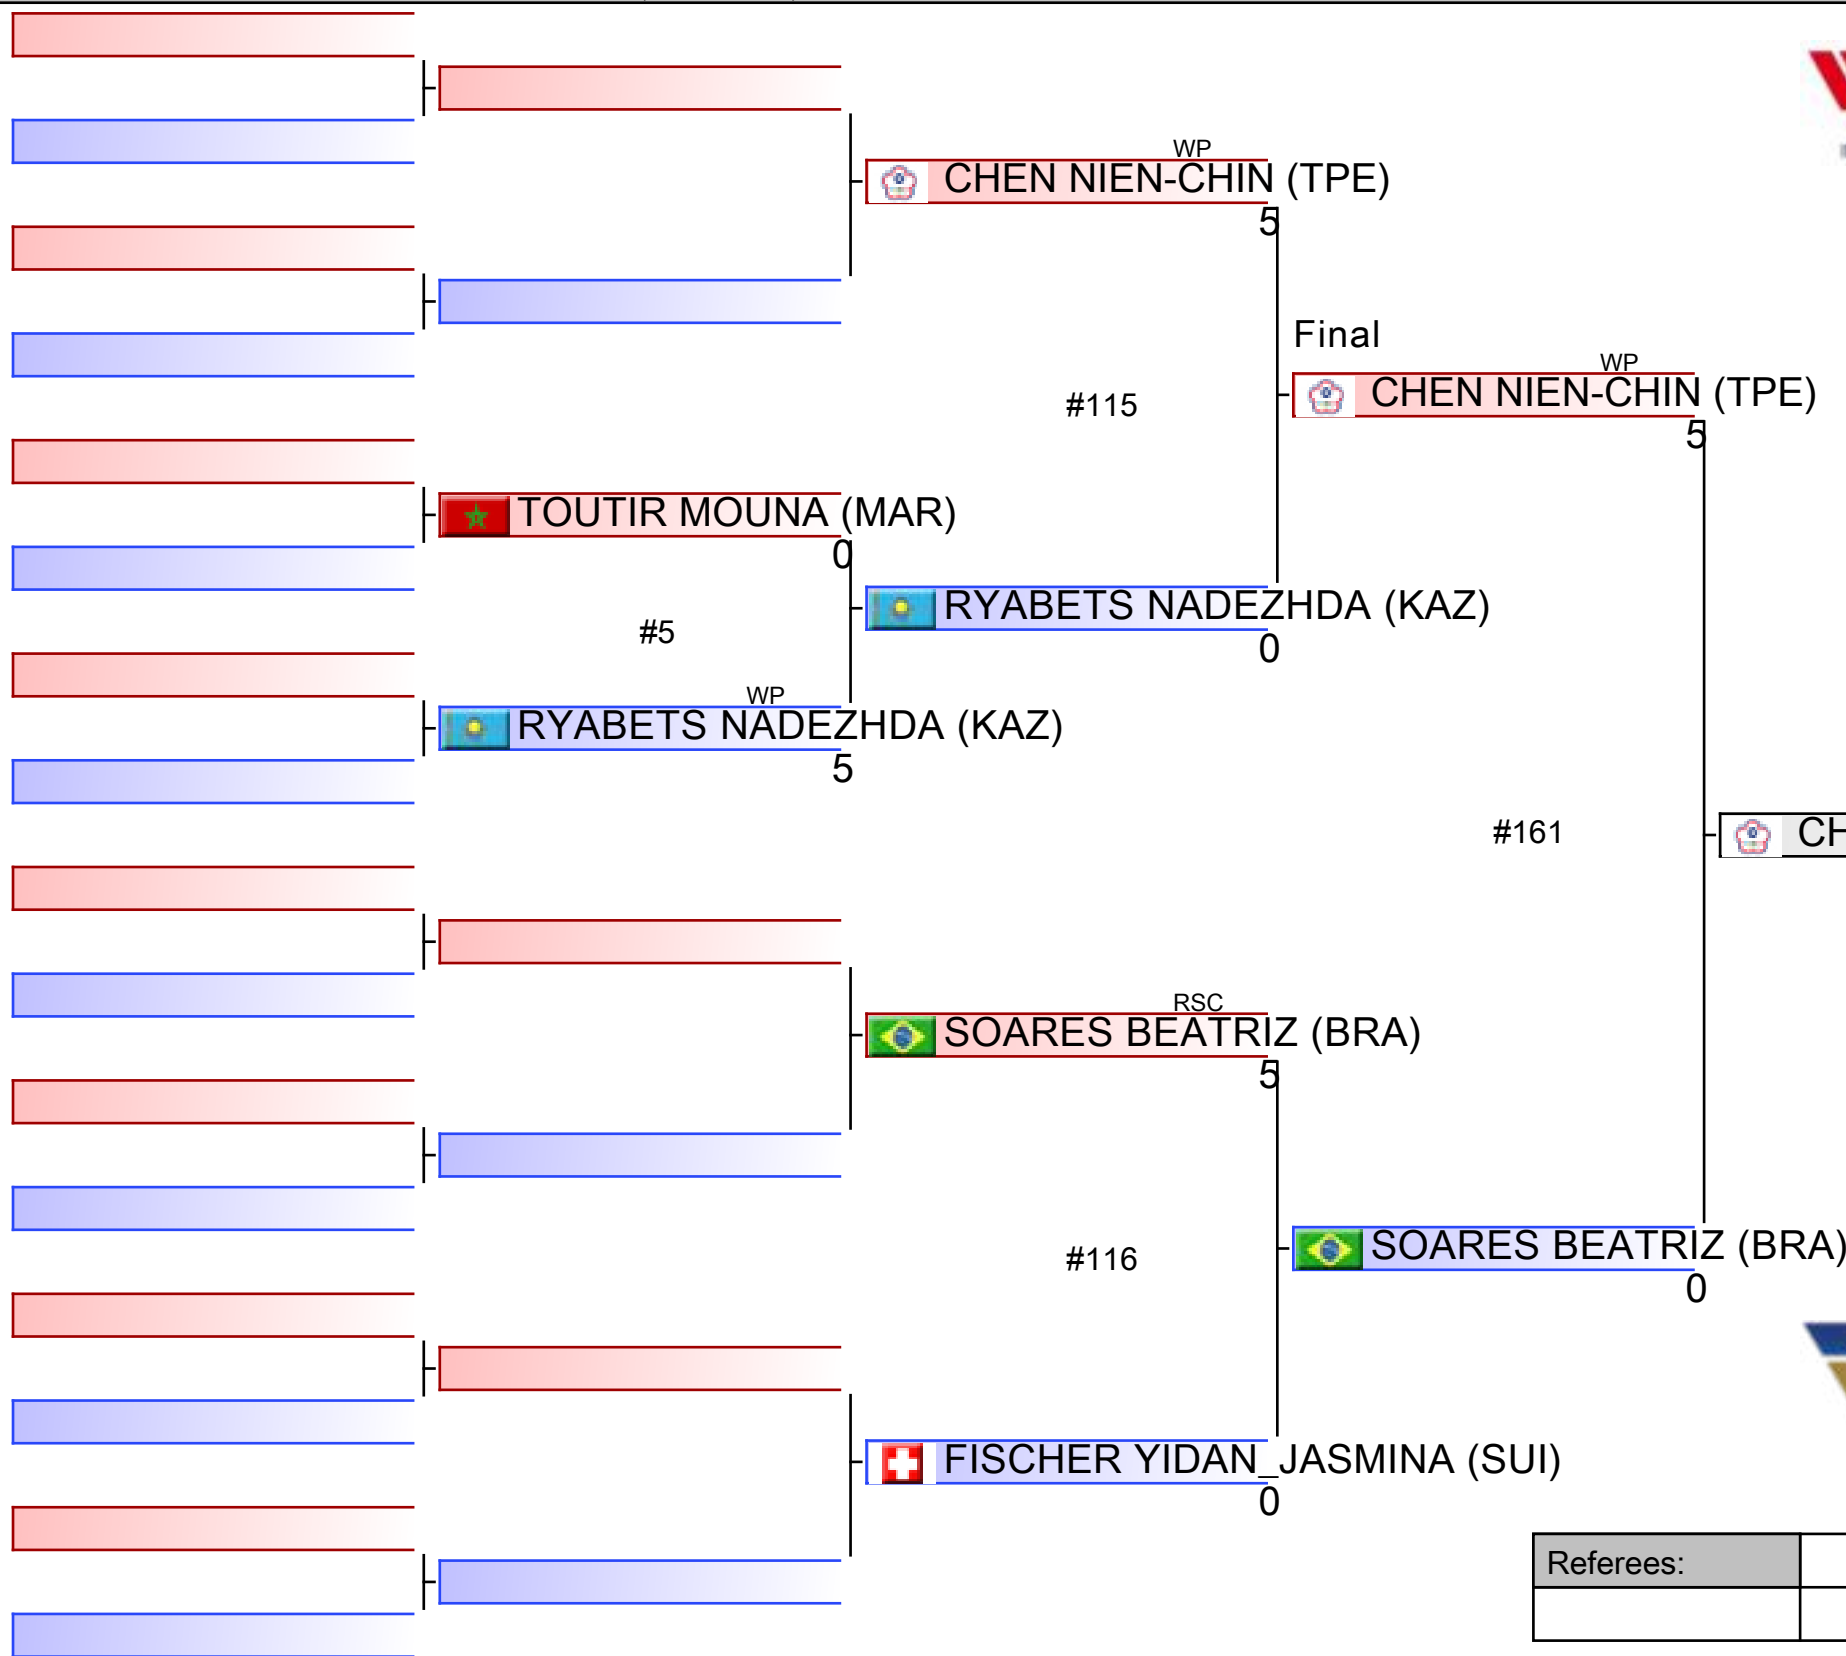 WP
CHEN NIEN-CHIN (TPE)
5
Final
WP
#115
CHEN NIEN-CHIN (TPE)
5
TOUTIR MOUNA (MAR)
0
RYABETS NADEZHDA (KAZ)
#5
0
WP
RYABETS NADEZHDA (KAZ)
5
#161
CH
RSC
SOARES BEATRIZ (BRA)
5
#116
SOARES BEATRIZ (BRA)
0
FISCHER YIDAN_JASMINA (SUI)
0
Referees: